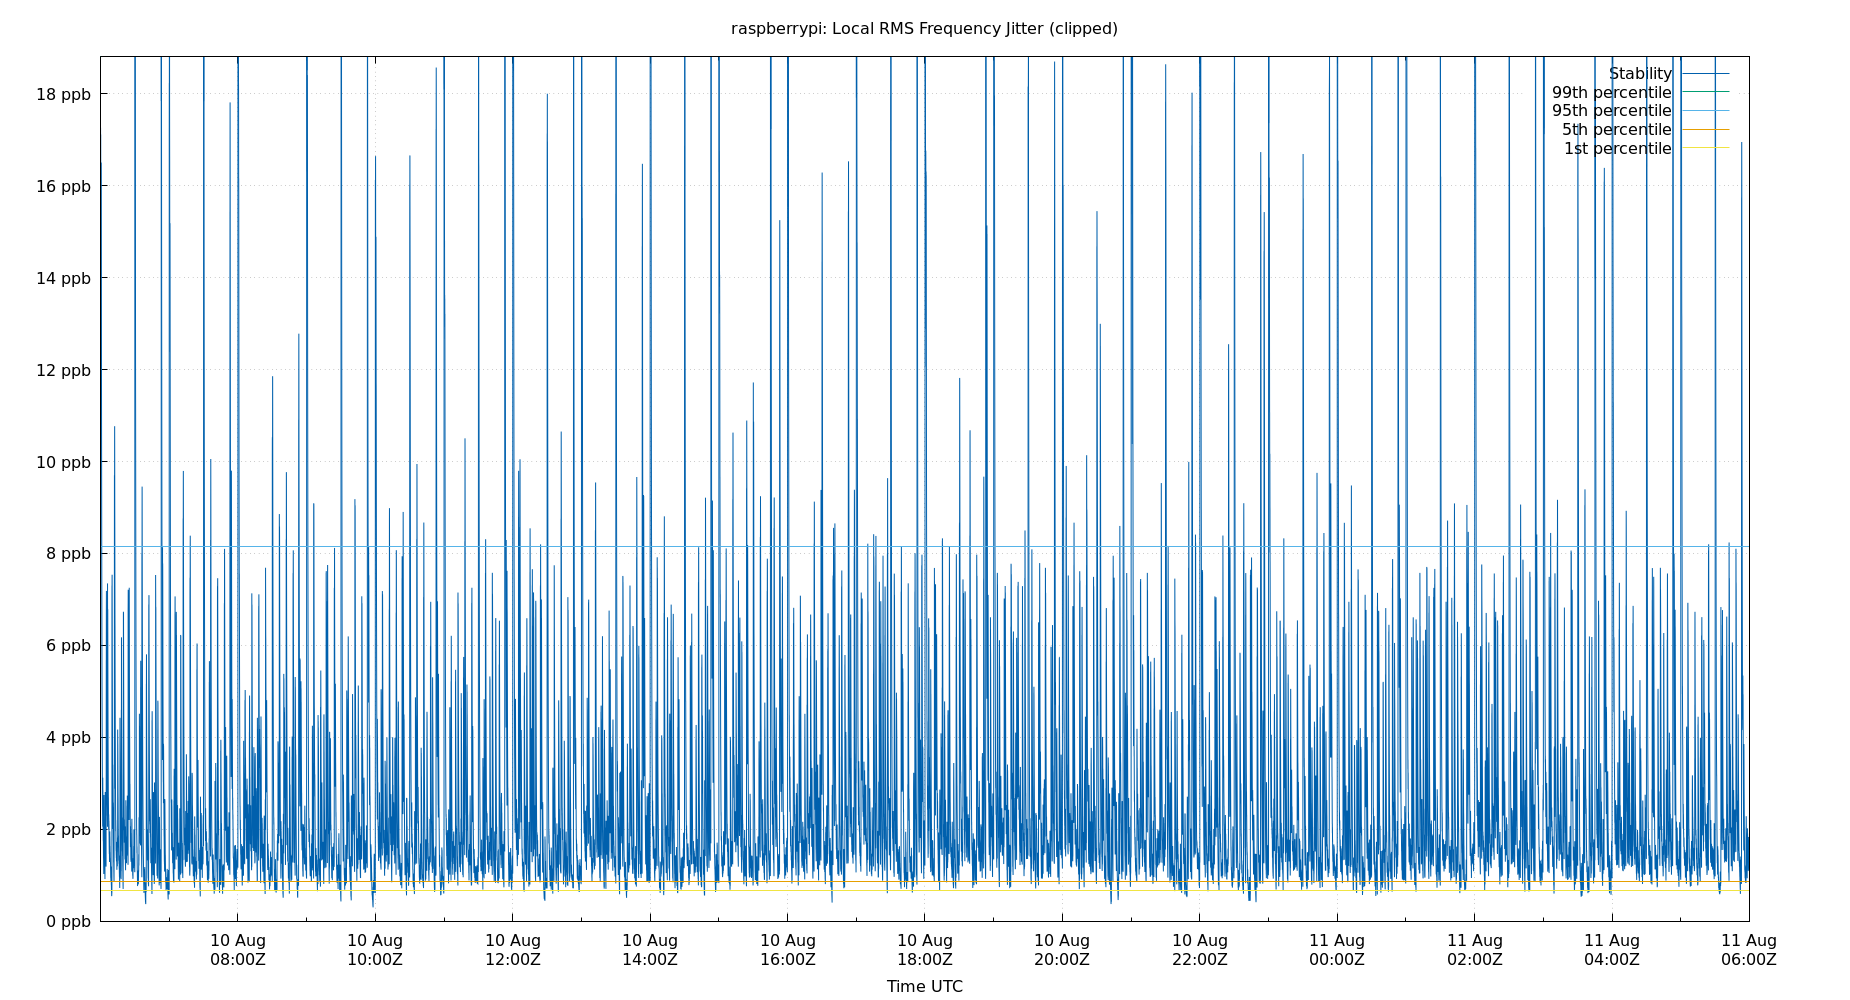 raspberrypi: Local RMS Frequency Jitter (clipped)
Stability
99th percentile
95th percentile
5th percentile
1st percentile
18 ppb
16 ppb
14 ppb
12 ppb
10 ppb
8 ppb
6 ppb
4 ppb
2 ppb
0 ppb
10 Aug 10 Aug 10 Aug 10 Aug 10 Aug 10 Aug 10 Aug 10 Aug 11 Aug 11 Aug 11 Aug 11 Aug
08:00Z 10:00Z 12:00Z 14:00Z 16:00Z 18:00Z 20:00Z 22:00Z 00:00Z 02:00Z 04:00Z 06:00Z
Time UTC